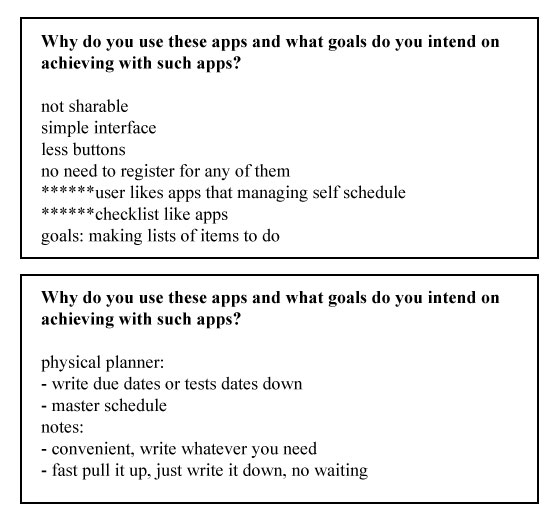 Why do you use these apps and what goals do you intend on
achieving with such apps?
not sharable
simple interface
less buttons
no need to register for any of them
******user likes apps that managing self schedule
******checklist like apps
goals: making lists of items to do
Why do you use these apps and what goals do you intend on
achieving with such apps?
physical planner:
- write due dates or tests dates down
- master schedule
notes:
- convenient, write whatever you need
- fast pull it up, just write it down, no waiting